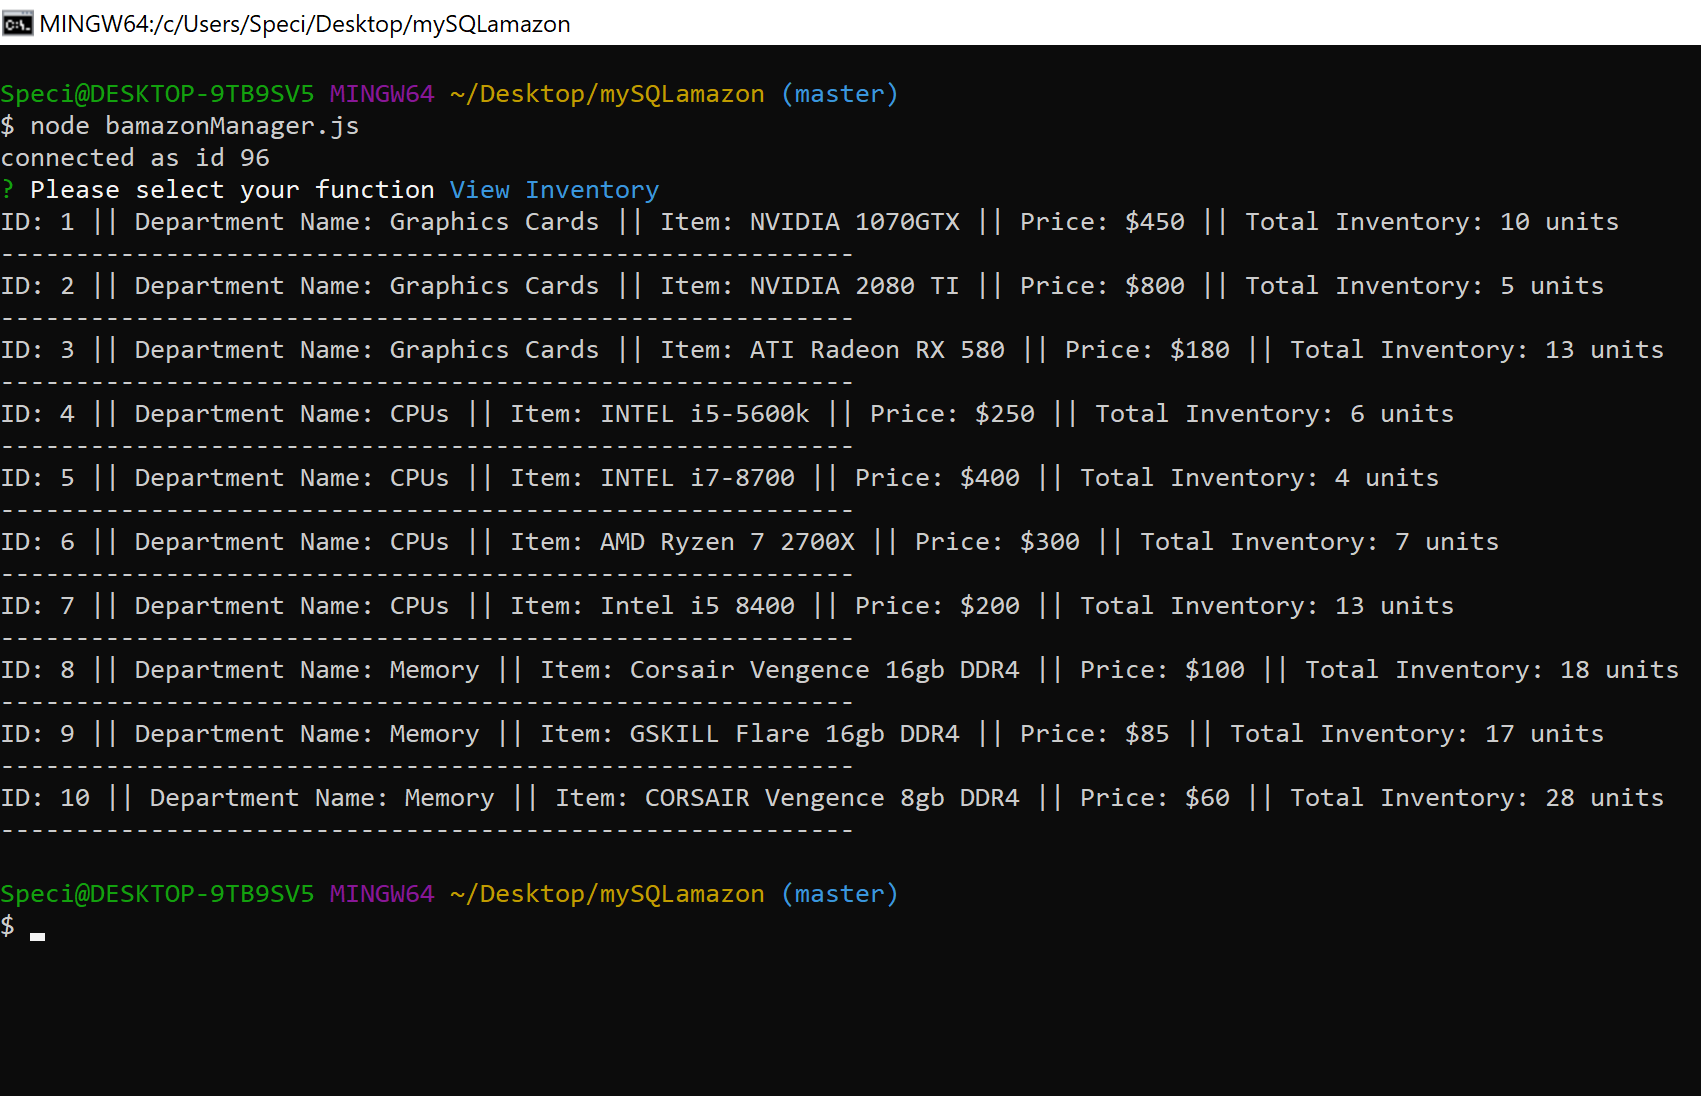 MINGW64:/c/Users/Speci/Desktop/mySQLamazon
Speci@DESKTOP-9TB9SV5 MINGW64 ~/Desktop/mySQLamazon (master)
$ node bamazonManager.js
connected as id 96
? Please select your function View Inventory
ID: 1 || Department Name: Graphics Cards || Item: NVIDIA 1070GTX || Price: $450 || Total Inventory: 10 units
---------------------------------------------------------
ID: 2 || Department Name: Graphics Cards || Item: NVIDIA 2080 TI || Price: $800 || Total Inventory: 5 units
---------------------------------------------------------
ID: 3 || Department Name: Graphics Cards || Item: ATI Radeon RX 580 || Price: $180 || Total Inventory: 13 units
---------------------------------------------------------
ID: 4 || Department Name: CPUs || Item: INTEL i5-5600k || Price: $250 || Total Inventory: 6 units
---------------------------------------------------------
ID: 5 || Department Name: CPUs || Item: INTEL i7-8700 || Price: $400 || Total Inventory: 4 units
---------------------------------------------------------
ID: 6 || Department Name: CPUs || Item: AMD Ryzen 7 2700X || Price: $300 || Total Inventory: 7 units
---------------------------------------------------------
ID: 7 || Department Name: CPUs || Item: Intel i5 8400 || Price: $200 || Total Inventory: 13 units
---------------------------------------------------------
ID: 8 || Department Name: Memory || Item: Corsair Vengence 16gb DDR4 || Price: $100 || Total Inventory: 18 units
---------------------------------------------------------
ID: 9 || Department Name: Memory || Item: GSKILL Flare 16gb DDR4 || Price: $85 || Total Inventory: 17 units
---------------------------------------------------------
ID: 10 || Department Name: Memory || Item: CORSAIR Vengence 8gb DDR4 || Price: $60 || Total Inventory: 28 units
---------------------------------------------------------
Speci@DESKTOP-9TB9SV5 MINGW64 ~/Desktop/mySQLamazon (master)
$